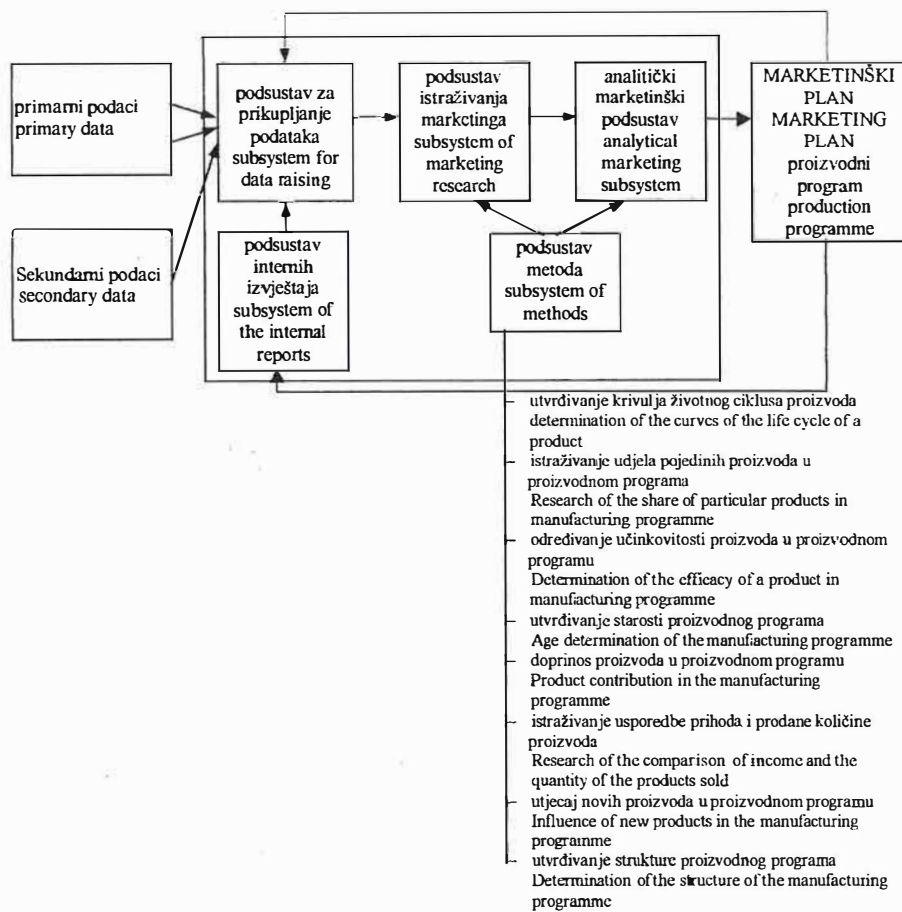 primarni podaci
primary data
Sekundarni podaci
secondary data
podsustav za
prikupljanje
podataka
subsystem for
data raising
podsustav
internih
izvještaja
subsystem of
the internal
reports
podsustav
istraživanja
marketinga
subsystem of
marketing
research
analitički
marketinški
podsustav
analytical
marketing
subsystem
podsustav
metoda
subsystem of
methods
MARKETINŠKI
PLAN
MARKETING
PLAN
proizvodni
program
production
programme
utvrđivanje krivulja životnog ciklusa proizvoda
determination of the curves of the life cycle of a
product
istraživanje udjela pojedinih proizvoda u
proizvodnom programa
Research of the share of particular products in
manufacturing programme
određivanje učinkovitosti proizvoda u proizvodnom
programu
Determination of the efficacy of a product in
manufacturing programme
utvrđivanje starosti proizvodnog programa
Age determination of the manufacturing programme
doprinos proizvoda u proizvodnom programu
Product contribution in the manufacturing
programme
istraživanje usporedbe prihoda i prodane količine
proizvoda
Research of the comparison of income and the
quantity of the products sold
utjecaj novih proizvoda u proizvodnom programu
Influence of new products in the manufacturing
programme
utvrđivanje strukture proizvodnog programa
Determination of the structure of the manufacturing
programme